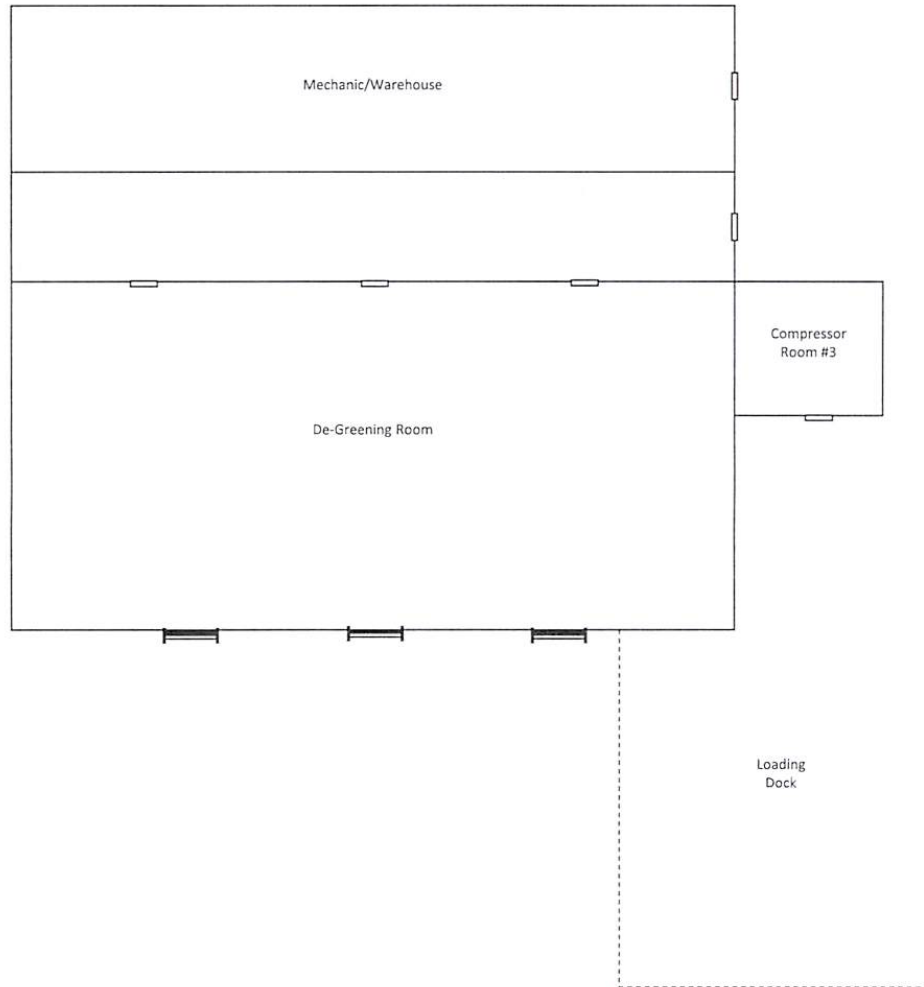 Mechanic/Warehouse
Compressor
Room #3
De-Greening Room
Loading
Dock